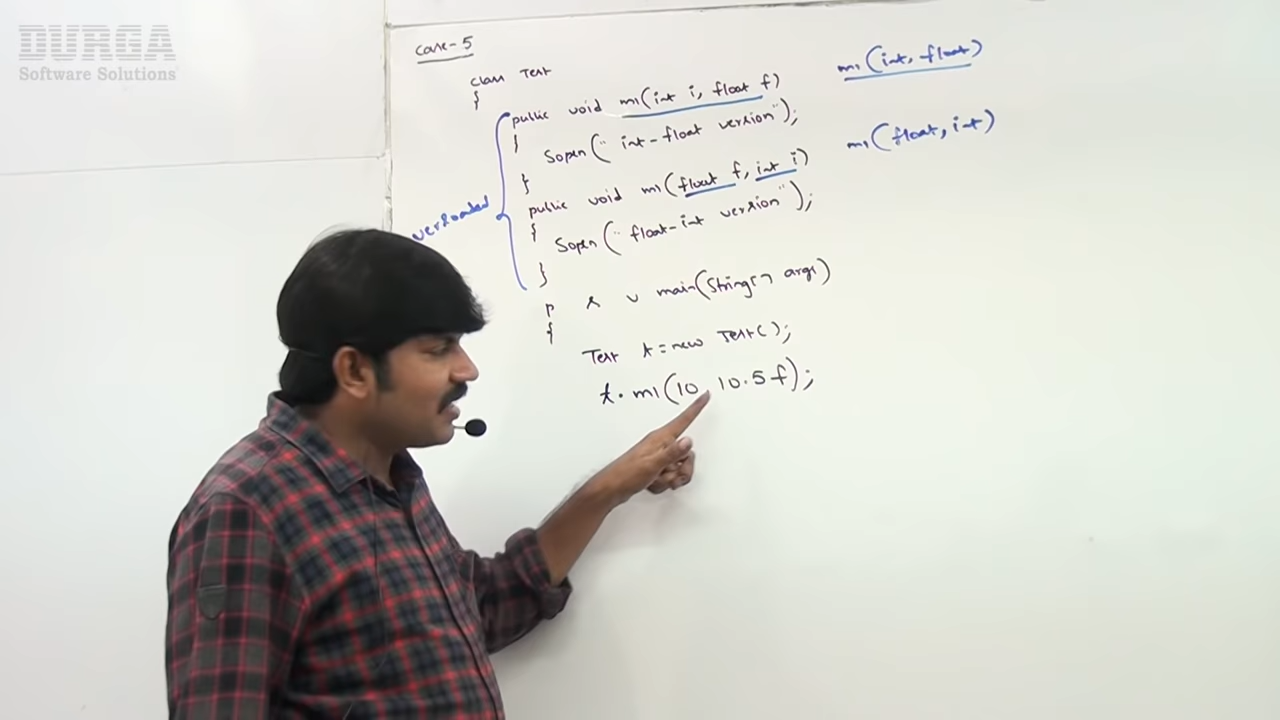 DURGA
Software Solutions
Case-5
class Test
{
public void m1(int i, float f)
{
Sopln("int-float version");
}
public void m1(float f, int i)
{
Sopln("float-int version");
}
p s v main(String[] args)
{
Test t = new Test();
t.m1(10, 10.5f);
overloaded
m1(int, float)
m1(float, int)